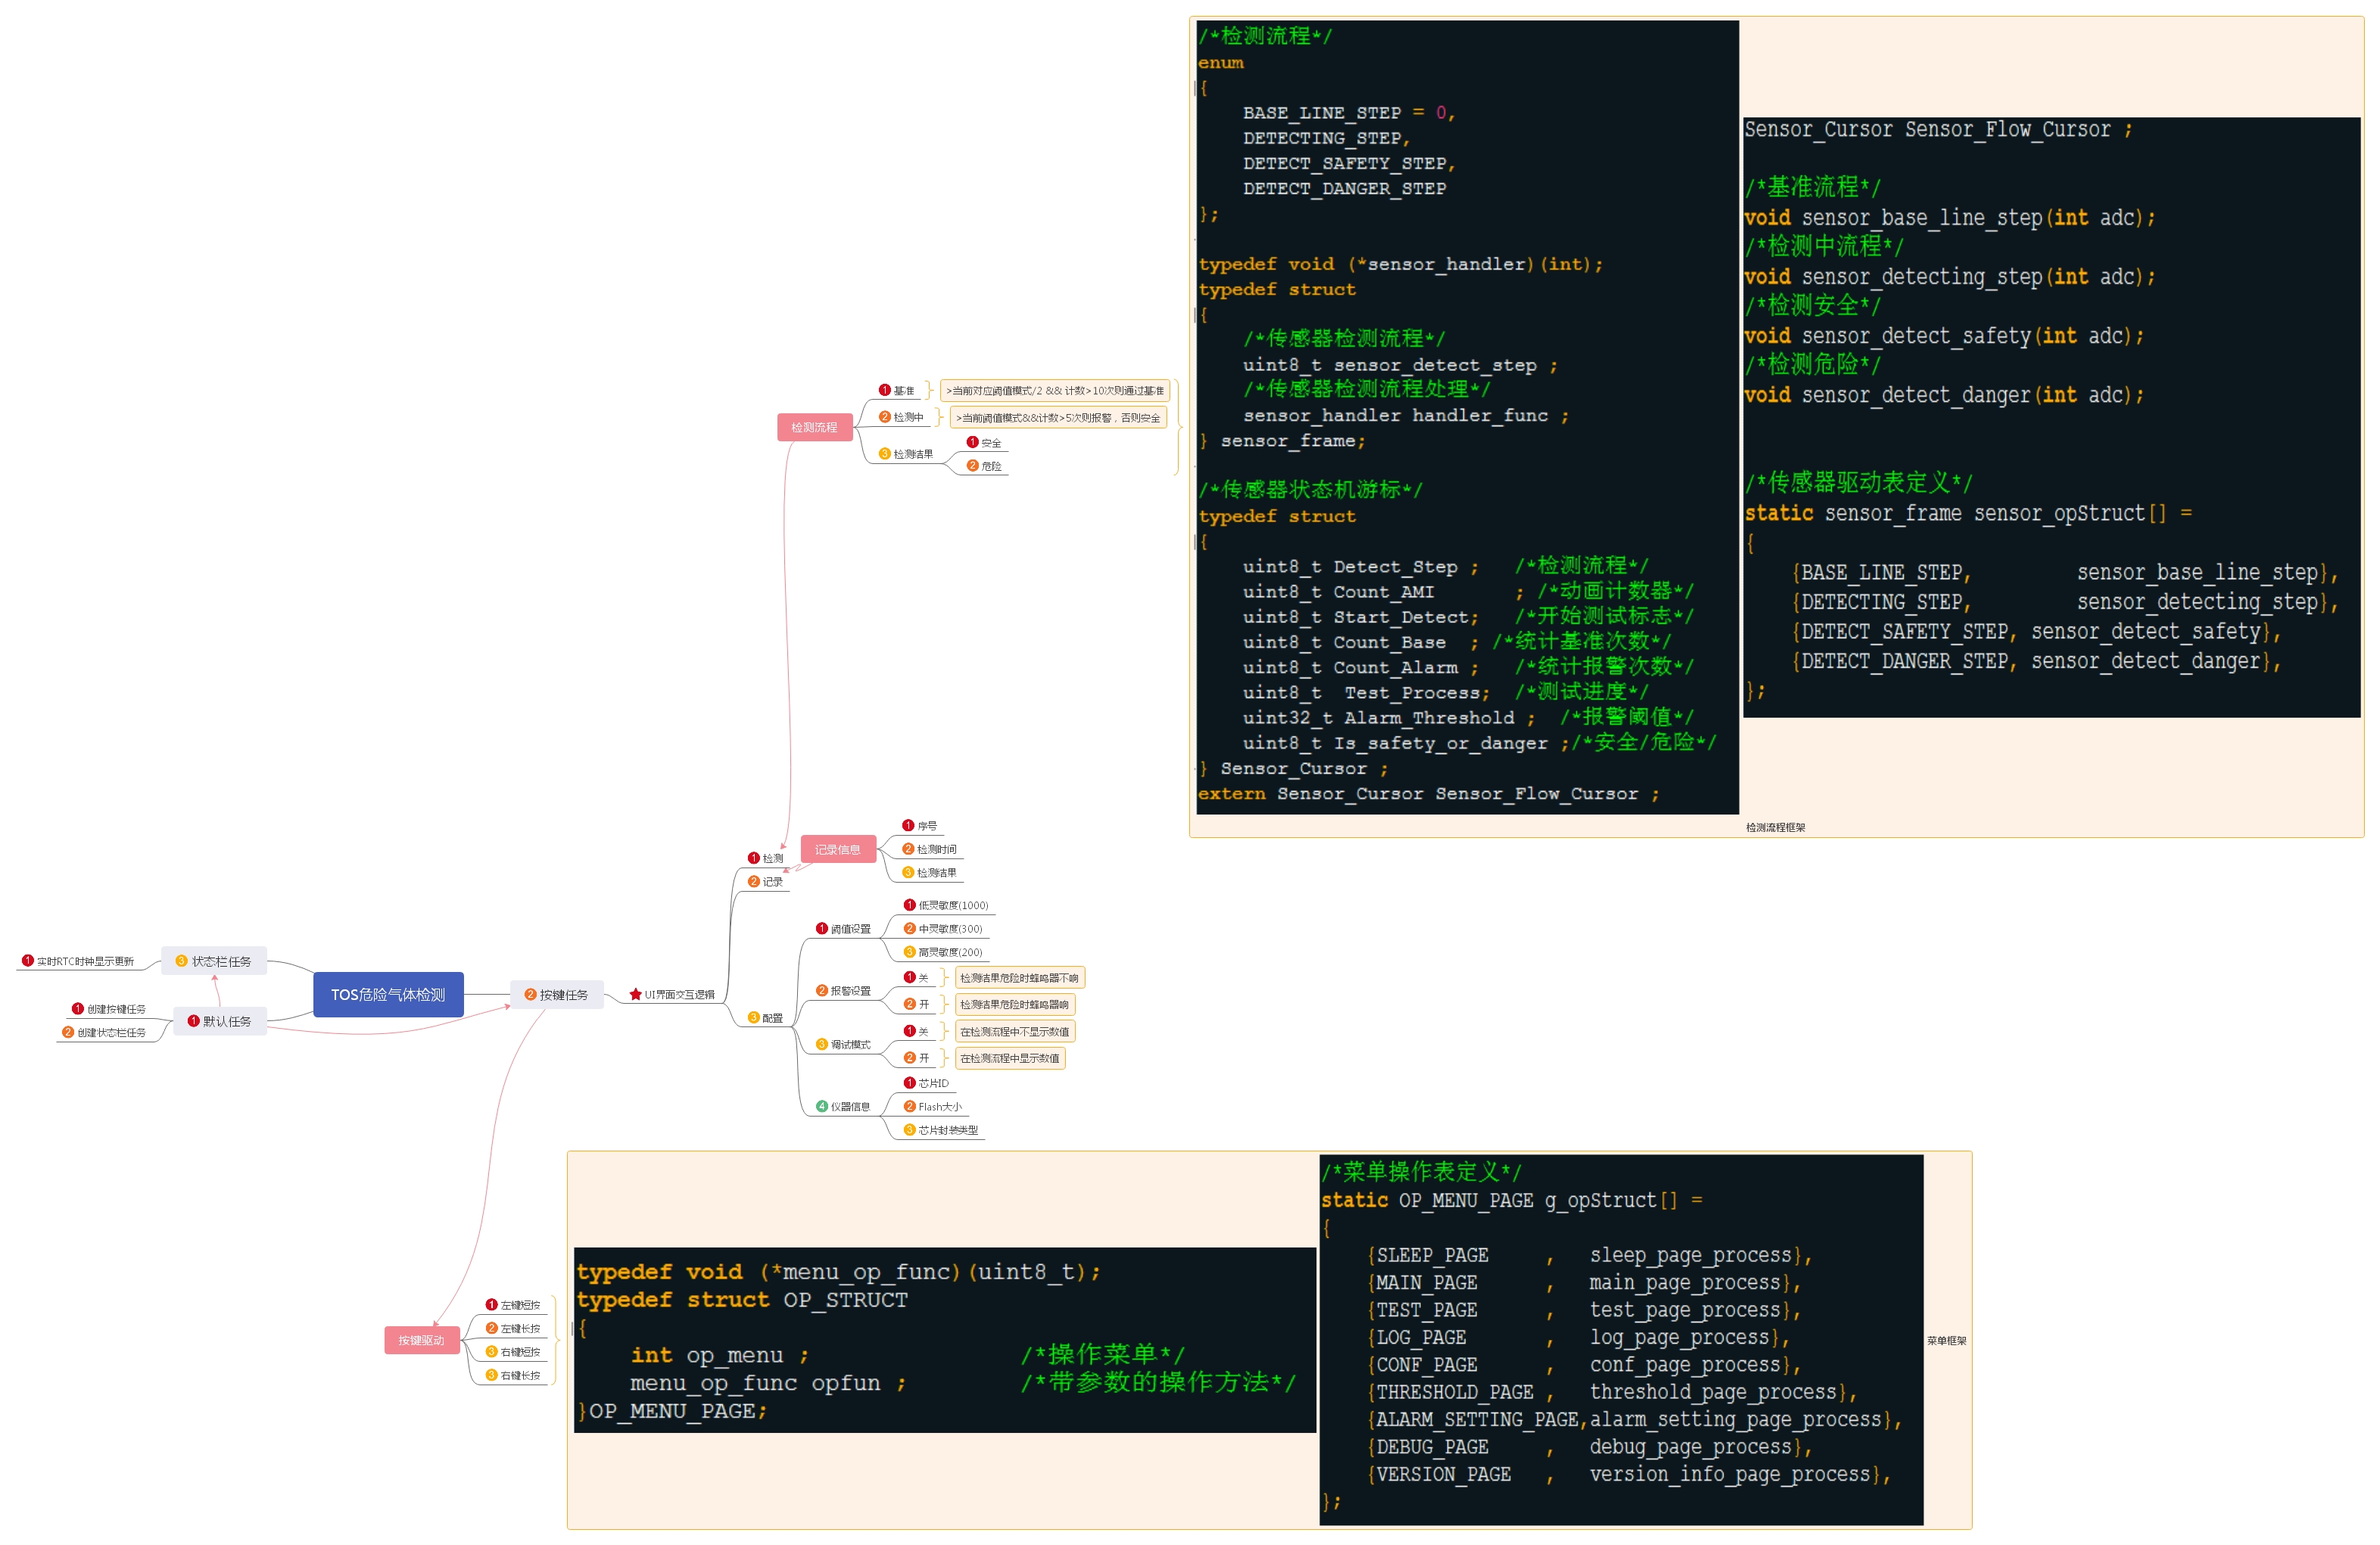 TOS危险气体检测
1 默认任务
1 创建按键任务
2 创建状态栏任务
3 状态栏任务
1 实时RTC时钟显示更新
2 按键任务
UI界面交互逻辑
1 检测
2 记录
3 配置
检测流程
1 基准
>当前对应阈值模式/2 && 计数>10次则通过基准
2 检测中
>当前阈值模式&&计数>5次则报警，否则安全
3 检测结果
1 安全
2 危险
/*检测流程*/
enum
{
BASE_LINE_STEP = 0,
DETECTING_STEP,
DETECT_SAFETY_STEP,
DETECT_DANGER_STEP
};
typedef void (*sensor_handler)(int);
typedef struct
{
/*传感器检测流程*/
uint8_t sensor_detect_step ;
/*传感器检测流程处理*/
sensor_handler handler_func ;
} sensor_frame;
/*传感器状态机游标*/
typedef struct
{
uint8_t Detect_Step ; /*检测流程*/
uint8_t Count_AMI ; /*动画计数器*/
uint8_t Start_Detect; /*开始测试标志*/
uint8_t Count_Base ; /*统计基准次数*/
uint8_t Count_Alarm ; /*统计报警次数*/
uint8_t Test_Process; /*测试进度*/
uint32_t Alarm_Threshold ; /*报警阈值*/
uint8_t Is_safety_or_danger ;/*安全/危险*/
} Sensor_Cursor ;
extern Sensor_Cursor Sensor_Flow_Cursor ;
Sensor_Cursor Sensor_Flow_Cursor ;
/*基准流程*/
void sensor_base_line_step(int adc);
/*检测中流程*/
void sensor_detecting_step(int adc);
/*检测安全*/
void sensor_detect_safety(int adc);
/*检测危险*/
void sensor_detect_danger(int adc);
/*传感器驱动表定义*/
static sensor_frame sensor_opStruct[] =
{
{BASE_LINE_STEP, sensor_base_line_step},
{DETECTING_STEP, sensor_detecting_step},
{DETECT_SAFETY_STEP, sensor_detect_safety},
{DETECT_DANGER_STEP, sensor_detect_danger},
};
检测流程框架
记录信息
1 序号
2 检测时间
3 检测结果
1 阈值设置
1 低灵敏度(1000)
2 中灵敏度(300)
3 高灵敏度(200)
2 报警设置
1 关
检测结果危险时蜂鸣器不响
2 开
检测结果危险时蜂鸣器响
3 调试模式
1 关
在检测流程中不显示数值
2 开
在检测流程中显示数值
4 仪器信息
1 芯片ID
2 Flash大小
3 芯片封装类型
按键驱动
1 左键短按
2 左键长按
3 右键短按
3 右键长按
typedef void (*menu_op_func)(uint8_t);
typedef struct OP_STRUCT
{
int op_menu ; /*操作菜单*/
menu_op_func opfun ; /*带参数的操作方法*/
}OP_MENU_PAGE;
/*菜单操作表定义*/
static OP_MENU_PAGE g_opStruct[] =
{
{SLEEP_PAGE , sleep_page_process},
{MAIN_PAGE , main_page_process},
{TEST_PAGE , test_page_process},
{LOG_PAGE , log_page_process},
{CONF_PAGE , conf_page_process},
{THRESHOLD_PAGE , threshold_page_process},
{ALARM_SETTING_PAGE,alarm_setting_page_process},
{DEBUG_PAGE , debug_page_process},
{VERSION_PAGE , version_info_page_process},
};
菜单框架